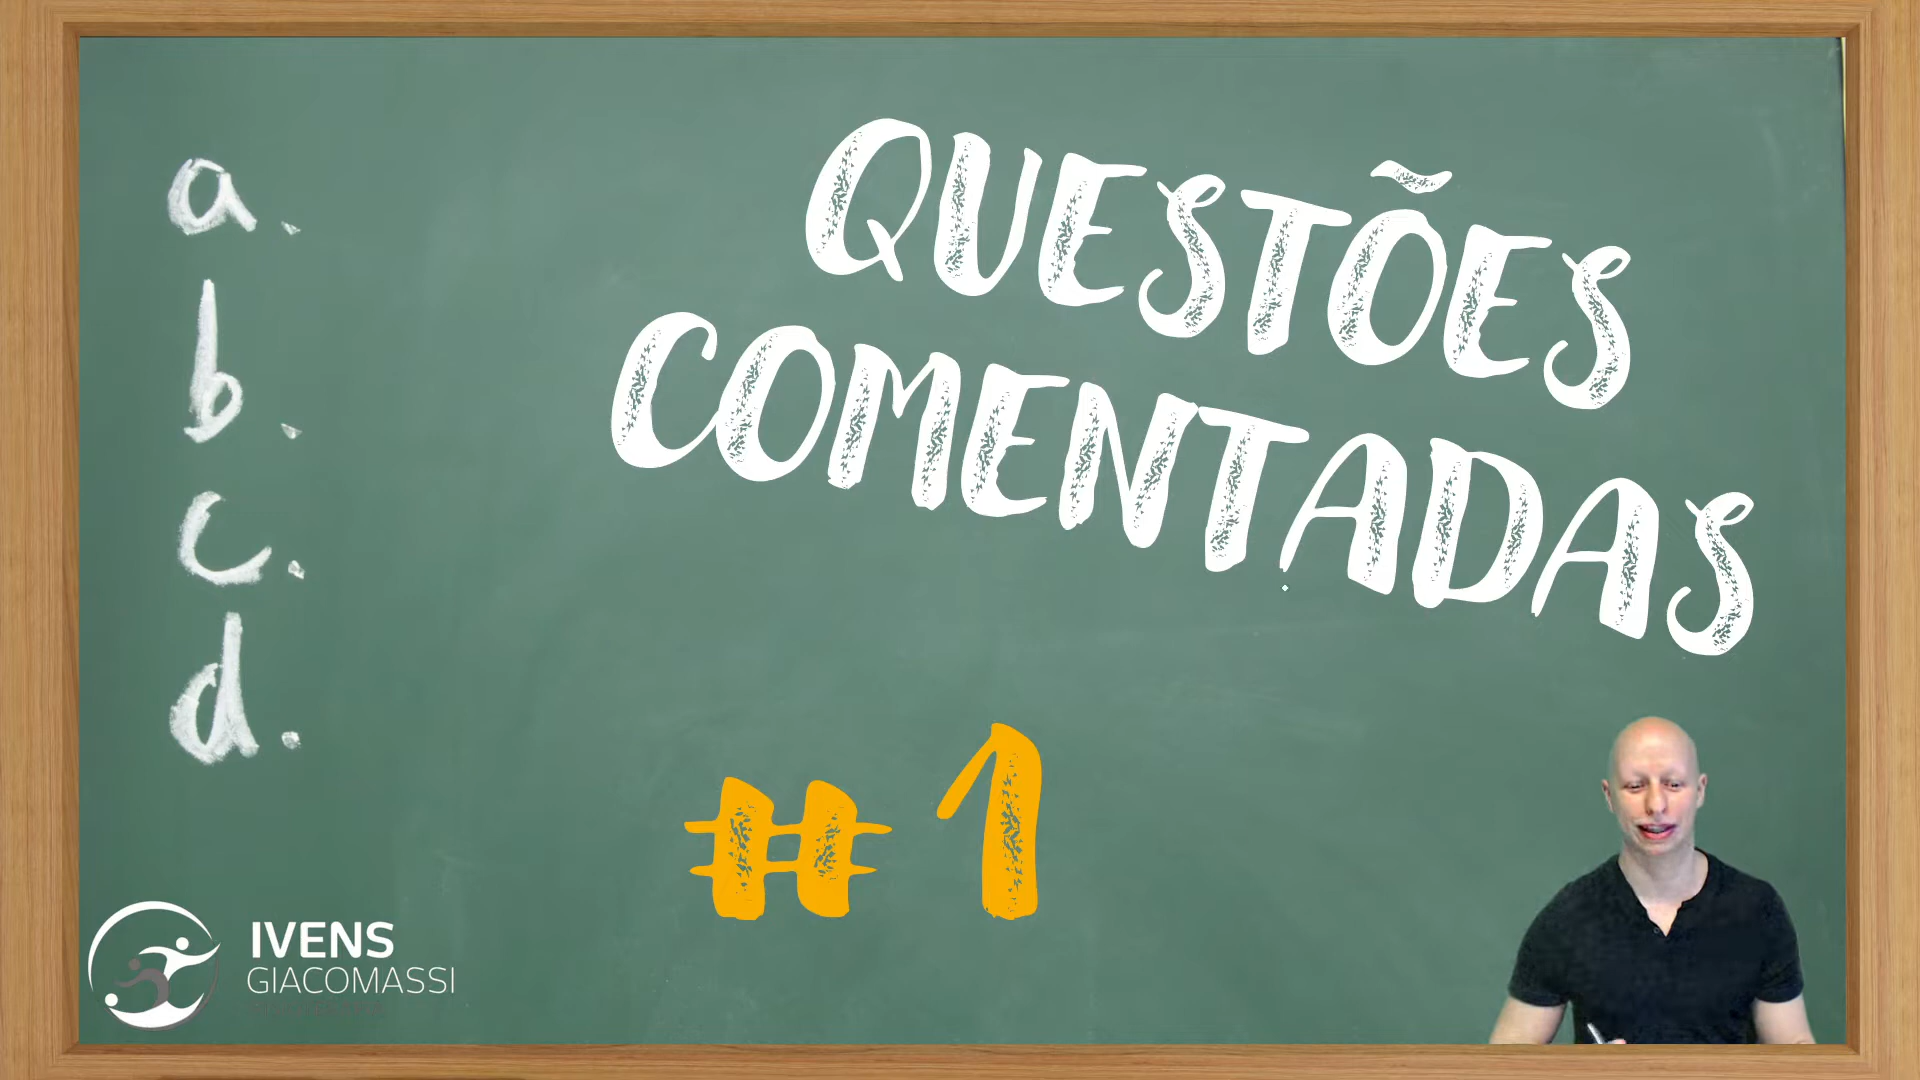 a.
b.
c.
d.
QUESTÕES
COMENTADAS
#1
IVENS
GIACOMASSI